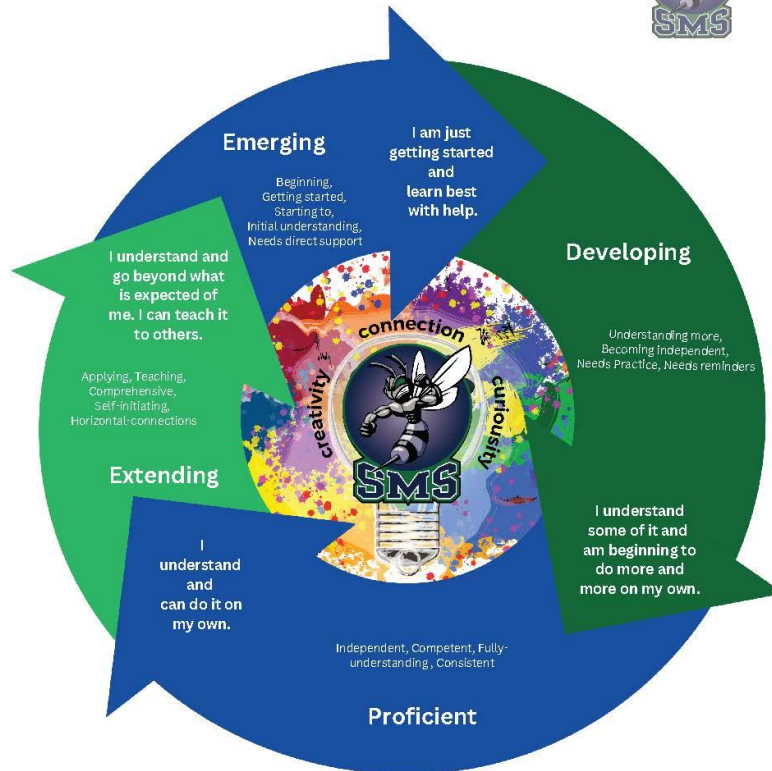 SMS
Emerging
Beginning,
Getting started,
Starting to,
Initial understanding,
Needs direct support
I am just
getting started
and
learn best
with help.
Developing
Understanding more,
Becoming independent,
Needs Practice, Needs reminders
I understand
some of it and
am beginning to
do more and
more on my own.
Proficient
Independent, Competent, Fully-
understanding , Consistent
I
understand
and
can do it on
my own.
Extending
Applying, Teaching,
Comprehensive,
Self-initiating,
Horizontal-connections
I understand and
go beyond what
is expected of
me. I can teach it
to others.
creativity
connection
curiousity
SMS